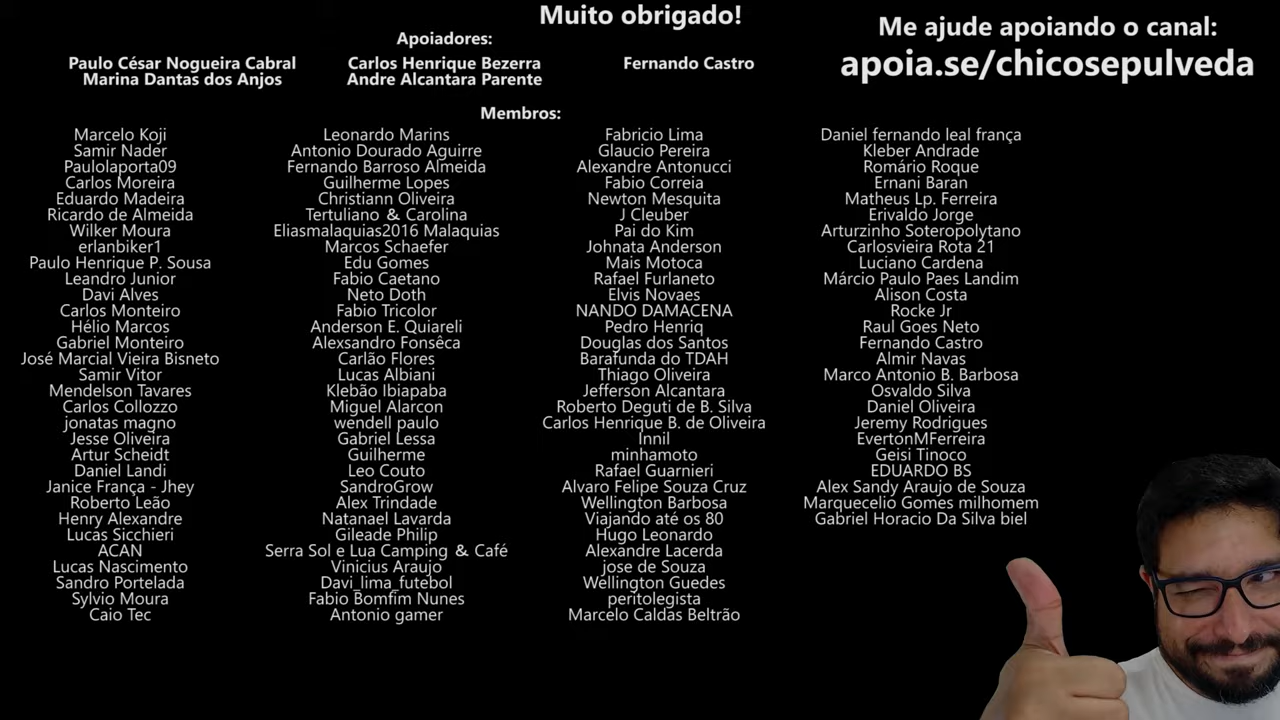 Muito obrigado!
Apoiadores:
Paulo César Nogueira Cabral
Marina Dantas dos Anjos
Carlos Henrique Bezerra
Andre Alcantara Parente
Fernando Castro
Me ajude apoiando o canal:
apoia.se/chicosepulveda
Membros:
Marcelo Koji
Samir Nader
Paulolaporta09
Carlos Moreira
Eduardo Madeira
Ricardo de Almeida
Wilker Moura
erlanbiker1
Paulo Henrique P. Sousa
Leandro Junior
Davi Alves
Carlos Monteiro
Hélio Marcos
Gabriel Monteiro
José Marcial Vieira Bisneto
Samir Vitor
Mendelson Tavares
Carlos Collozzo
jonatas magno
Jesse Oliveira
Artur Scheidt
Daniel Landi
Janice França - Jhey
Roberto Leão
Henry Alexandre
Lucas Sicchieri
ACAN
Lucas Nascimento
Sandro Portelada
Sylvio Moura
Caio Tec
Leonardo Marins
Antonio Dourado Aguirre
Fernando Barroso Almeida
Guilherme Lopes
Christiann Oliveira
Tertuliano & Carolina
Eliasmalaquias2016 Malaquias
Marcos Schaefer
Edu Gomes
Fabio Caetano
Neto Doth
Fabio Tricolor
Anderson E. Quiareli
Alexsandro Fonsêca
Carlão Flores
Lucas Albiani
Klebão Ibiapaba
Miguel Alarcon
wendell paulo
Gabriel Lessa
Guilherme
Leo Couto
SandroGrow
Alex Trindade
Natanael Lavarda
Gileade Philip
Serra Sol e Lua Camping & Café
Vinicius Araujo
Davi_lima_futebol
Fabio Bomfim Nunes
Antonio gamer
Fabricio Lima
Glaucio Pereira
Alexandre Antonucci
Fabio Correia
Newton Mesquita
J Cleuber
Pai do Kim
Johnata Anderson
Mais Motoca
Rafael Furlaneto
Elvis Novaes
NANDO DAMACENA
Pedro Henriq
Douglas dos Santos
Barafunda do TDAH
Thiago Oliveira
Jefferson Alcantara
Roberto Deguti de B. Silva
Carlos Henrique B. de Oliveira
Innil
minhamoto
Rafael Guarnieri
Alvaro Felipe Souza Cruz
Wellington Barbosa
Viajando até os 80
Hugo Leonardo
Alexandre Lacerda
jose de Souza
Wellington Guedes
peritolegista
Marcelo Caldas Beltrão
Daniel fernando leal frança
Kleber Andrade
Romário Roque
Ernani Baran
Matheus Lp. Ferreira
Erivaldo Jorge
Arturzinho Soteropolytano
Carlosvieira Rota 21
Luciano Cardena
Márcio Paulo Paes Landim
Alison Costa
Rocke Jr
Raul Goes Neto
Fernando Castro
Almir Navas
Marco Antonio B. Barbosa
Osvaldo Silva
Daniel Oliveira
Jeremy Rodrigues
EvertonMFerreira
Geisi Tinoco
EDUARDO BS
Alex Sandy Araujo de Souza
Marquecelio Gomes milhomem
Gabriel Horacio Da Silva biel